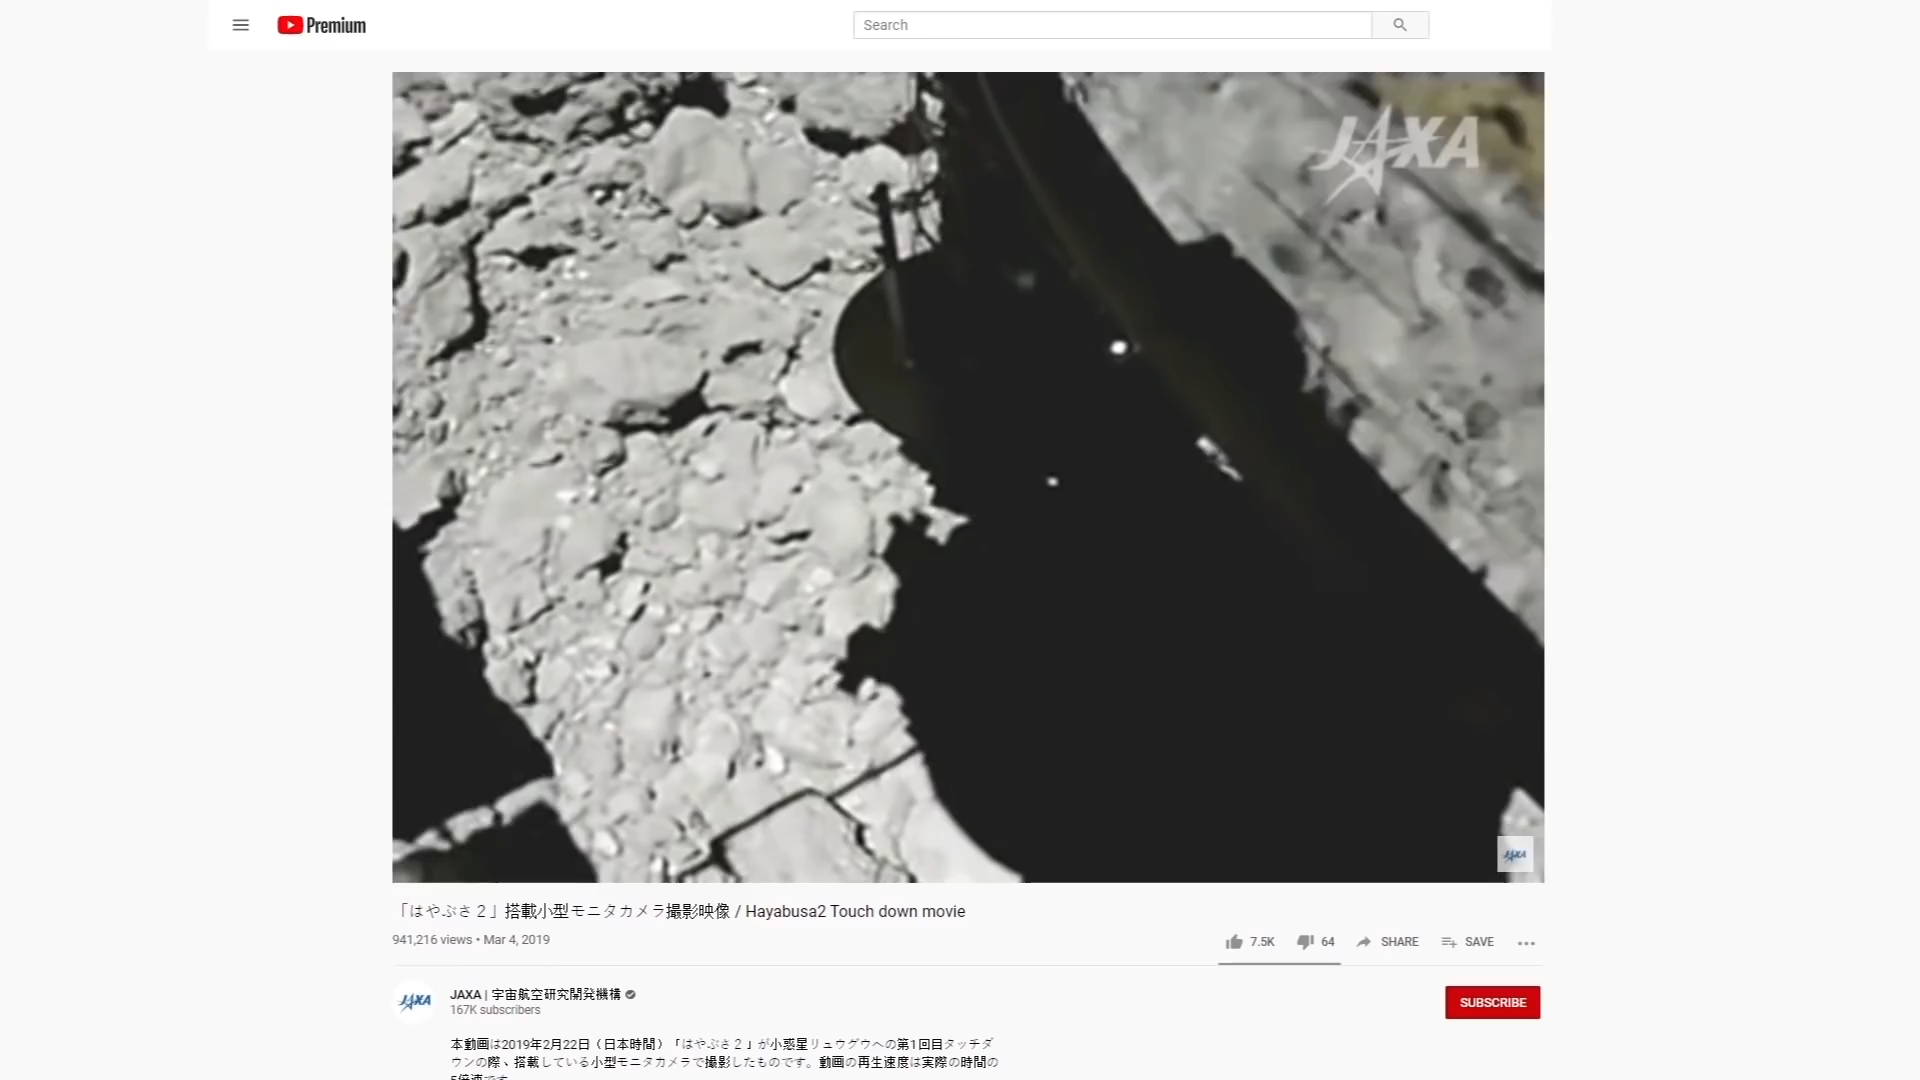 Premium
Search
JAXA
JAXA
「はやぶさ２」搭載小型モニタカメラ撮影映像 / Hayabusa2 Touch down movie
941,216 views • Mar 4, 2019
7.5K
64
SHARE
SAVE
JAXA
JAXA | 宇宙航空研究開発機構
167K subscribers
SUBSCRIBE
本動画は2019年2月22日（日本時間）「はやぶさ２」が小惑星リュウグウへの第1回目タッチダ
ウンの際、搭載している小型モニタカメラで撮影したものです。動画の再生速度は実際の時間の
5倍速です